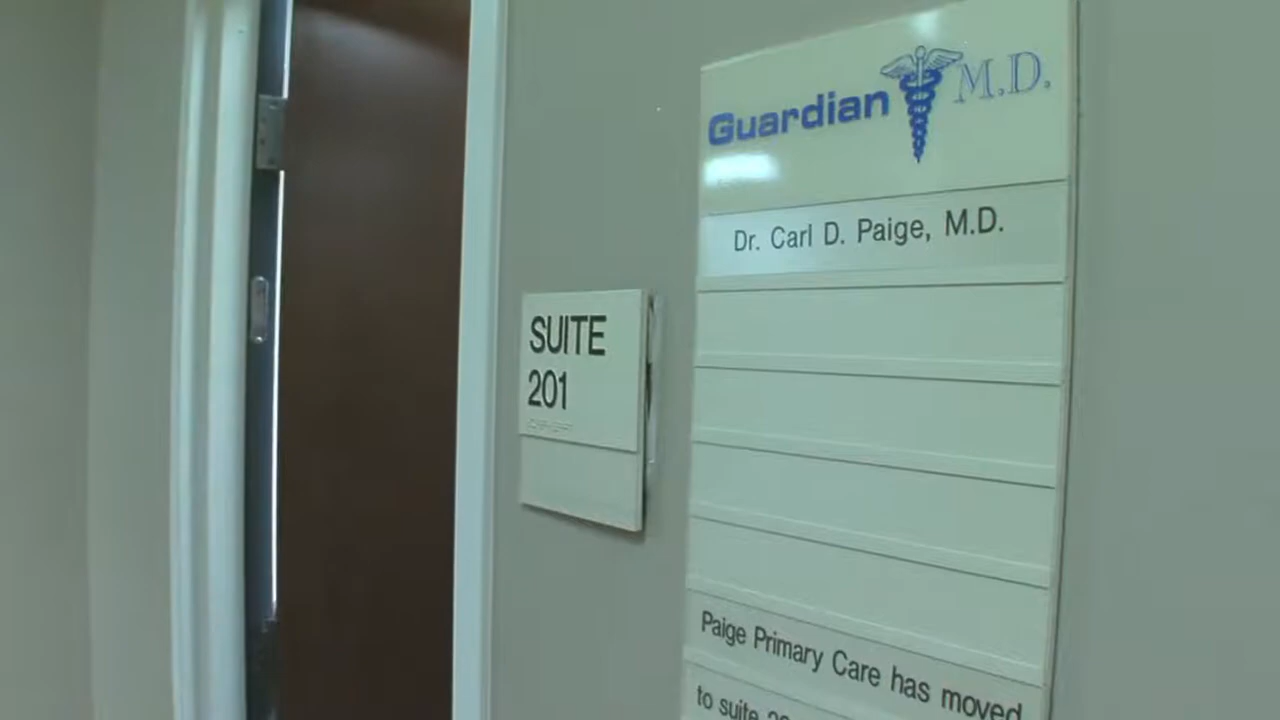 Guardian M.D.
Dr. Carl D. Paige, M.D.
SUITE
201
Paige Primary Care has moved
to suite